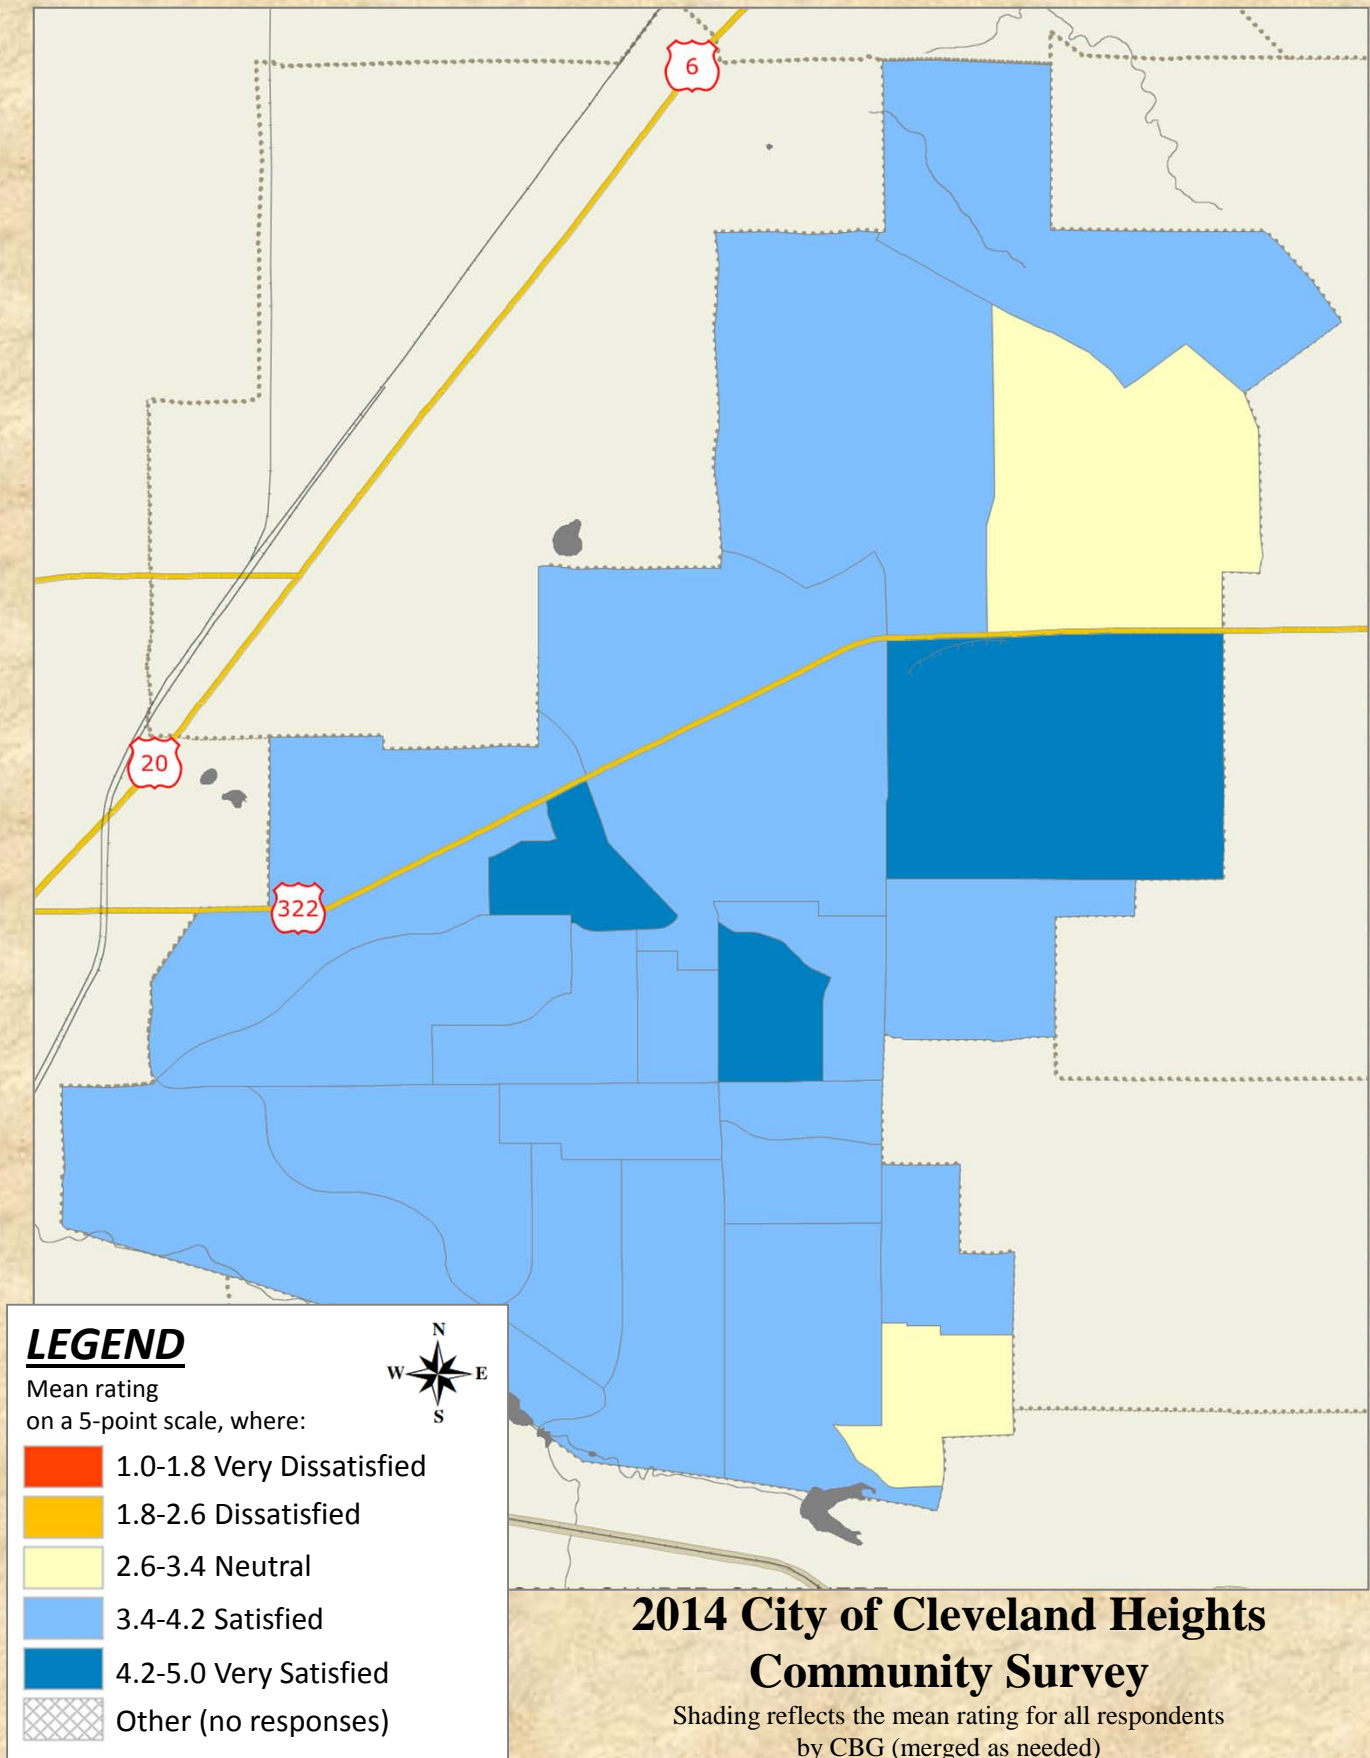 6
20
322
LEGEND
N
W E
S
Mean rating
on a 5-point scale, where:
1.0-1.8 Very Dissatisfied
1.8-2.6 Dissatisfied
2.6-3.4 Neutral
3.4-4.2 Satisfied
4.2-5.0 Very Satisfied
Other (no responses)
2014 City of Cleveland Heights
Community Survey
Shading reflects the mean rating for all respondents
by CBG (merged as needed)